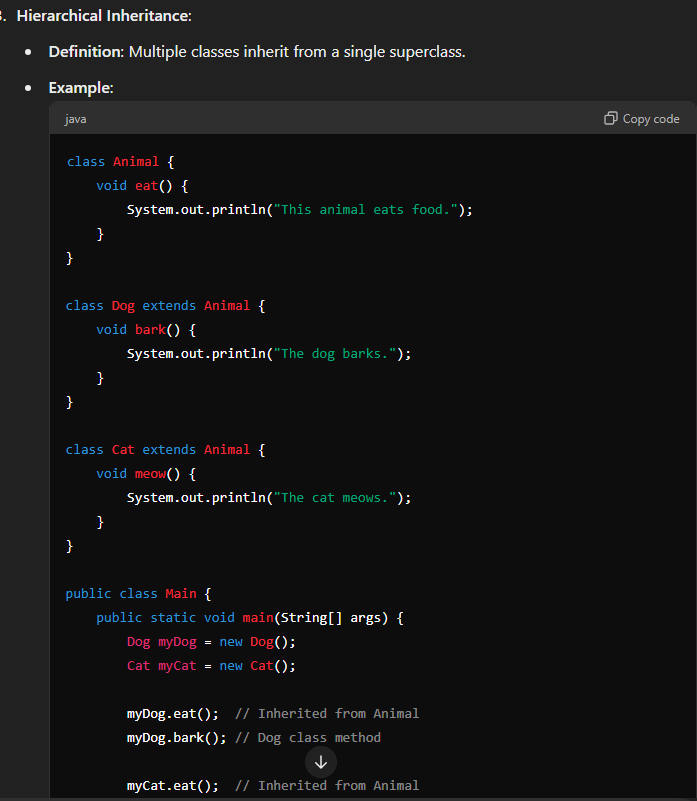 3. Hierarchical Inheritance:
• Definition: Multiple classes inherit from a single superclass.
• Example:
java Copy code
class Animal {
    void eat() {
        System.out.println("This animal eats food.");
    }
}

class Dog extends Animal {
    void bark() {
        System.out.println("The dog barks.");
    }
}

class Cat extends Animal {
    void meow() {
        System.out.println("The cat meows.");
    }
}

public class Main {
    public static void main(String[] args) {
        Dog myDog = new Dog();
        Cat myCat = new Cat();

        myDog.eat();  // Inherited from Animal
        myDog.bark(); // Dog class method

        myCat.eat();  // Inherited from Animal